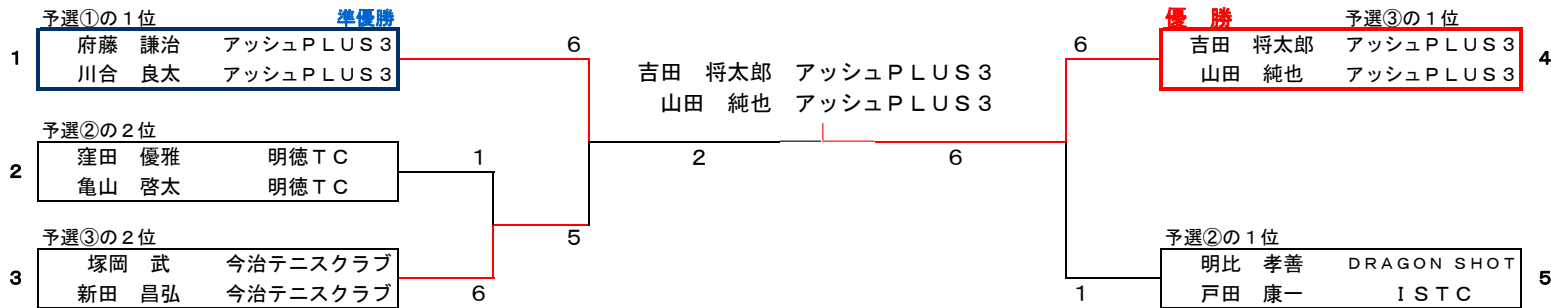 予選①の１位　準優勝
1
府藤　謙治　アッシュＰＬＵＳ３
川合　良太　アッシュＰＬＵＳ３
6
予選②の２位
2
窪田　優雅　明徳ＴＣ
亀山　啓太　明徳ＴＣ
1
予選③の２位
3
塚岡　武　今治テニスクラブ
新田　昌弘　今治テニスクラブ
6
5
吉田　将太郎　アッシュＰＬＵＳ３
山田　純也　アッシュＰＬＵＳ３
2
6
優 勝　予選③の１位
6
吉田　将太郎　アッシュＰＬＵＳ３
山田　純也　アッシュＰＬＵＳ３
4
予選②の１位
明比　孝善　ＤＲＡＧＯＮ ＳＨＯＴ
戸田　康一　ＩＳＴＣ
5
1